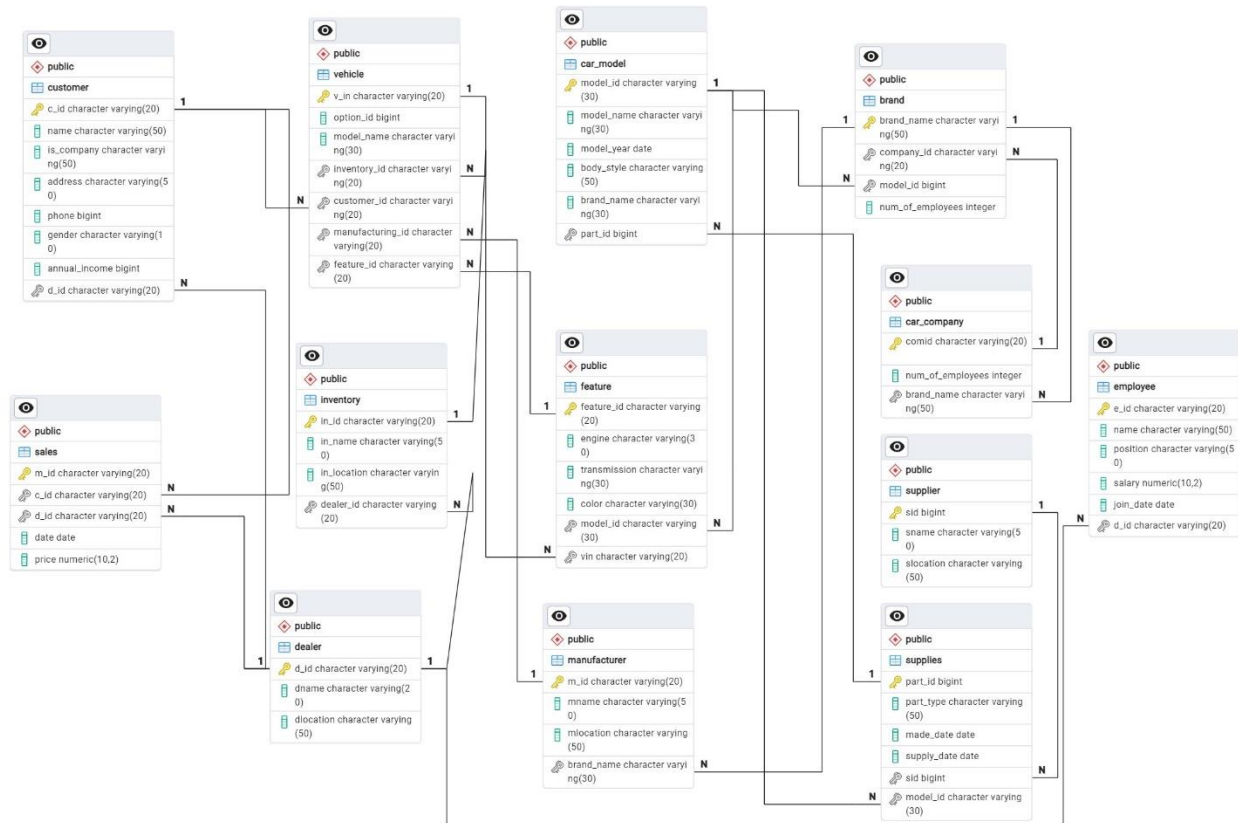 public
customer
c_id character varying(20)
name character varying(50)
is_company character varyi
ng(50)
address character varying(5
0)
phone bigint
gender character varying(1
0)
annual_income bigint
d_id character varying(20)
1
N
public
vehicle
v_in character varying(20)
option_id bigint
model_name character varyi
ng(30)
inventory_id character varyi
ng(20)
customer_id character varyi
ng(20)
manufacturing_id character
varying(20)
feature_id character varying
(20)
1
N
N
N
N
public
car_model
model_id character varying
(30)
model_name character varyi
ng(30)
model_year date
body_style character varying
(50)
brand_name character varyi
ng(30)
part_id bigint
1
N
public
brand
brand_name character varyi
ng(50)
company_id character varyi
ng(20)
model_id bigint
num_of_employees integer
1
1
N
N
public
car_company
comid character varying(20)
num_of_employees integer
brand_name character varyi
ng(50)
1
N
public
employee
e_id character varying(20)
name character varying(50)
position character varying(5
0)
salary numeric(10,2)
join_date date
d_id character varying(20)
N
public
sales
m_id character varying(20)
c_id character varying(20)
d_id character varying(20)
date date
price numeric(10,2)
N
N
public
inventory
in_id character varying(20)
in_name character varying(5
0)
in_location character varyin
g(50)
dealer_id character varying
(20)
1
N
public
feature
feature_id character varying
(20)
engine character varying(3
0)
transmission character varyi
ng(30)
color character varying(30)
model_id character varying
(30)
vin character varying(20)
1
N
N
public
supplier
sid bigint
sname character varying(5
0)
slocation character varying
(50)
1
public
dealer
d_id character varying(20)
dname character varying(2
0)
dlocation character varying
(50)
1
1
public
manufacturer
m_id character varying(20)
mname character varying(5
0)
mlocation character varying
(50)
brand_name character varyi
ng(30)
1
N
public
supplies
part_id bigint
part_type character varying
(50)
made_date date
supply_date date
sid bigint
model_id character varying
(30)
1
N
N